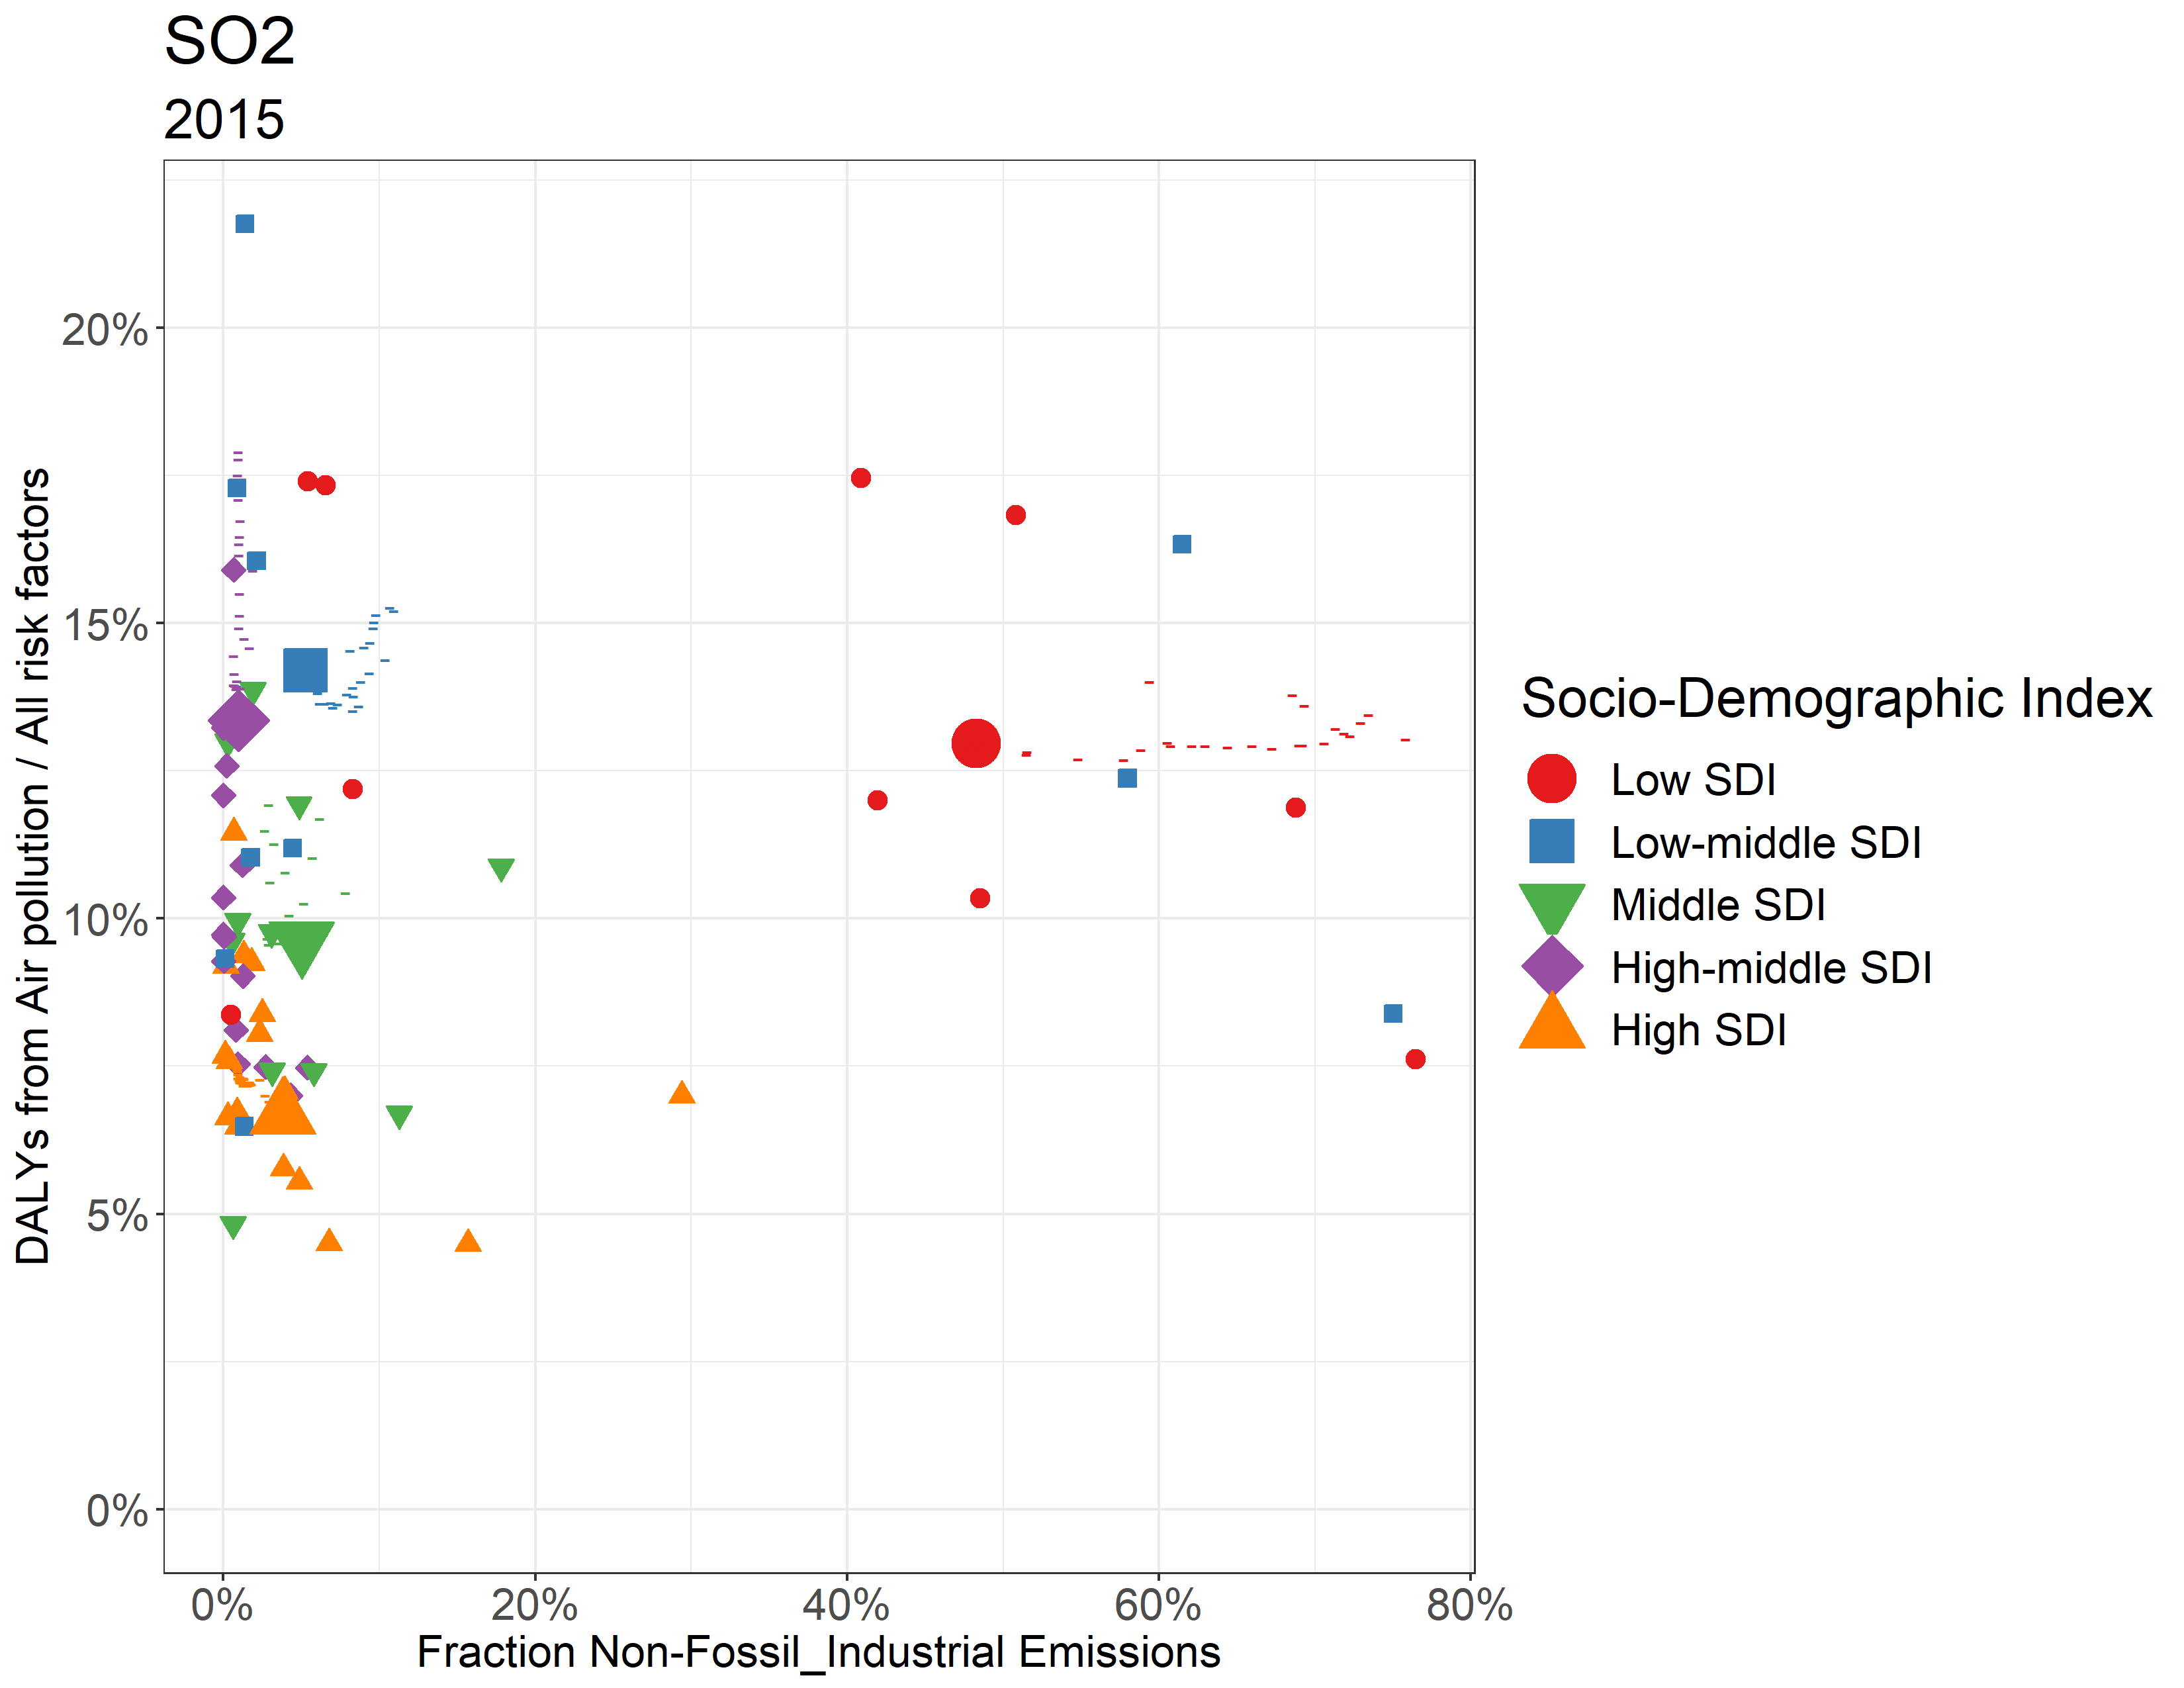 SO2
2015
DALYs from Air pollution / All risk factors
20%
15%
10%
5%
0%
0%
20%
40%
60%
80%
Fraction Non-Fossil_Industrial Emissions
Socio-Demographic Index
Low SDI
Low-middle SDI
Middle SDI
High-middle SDI
High SDI